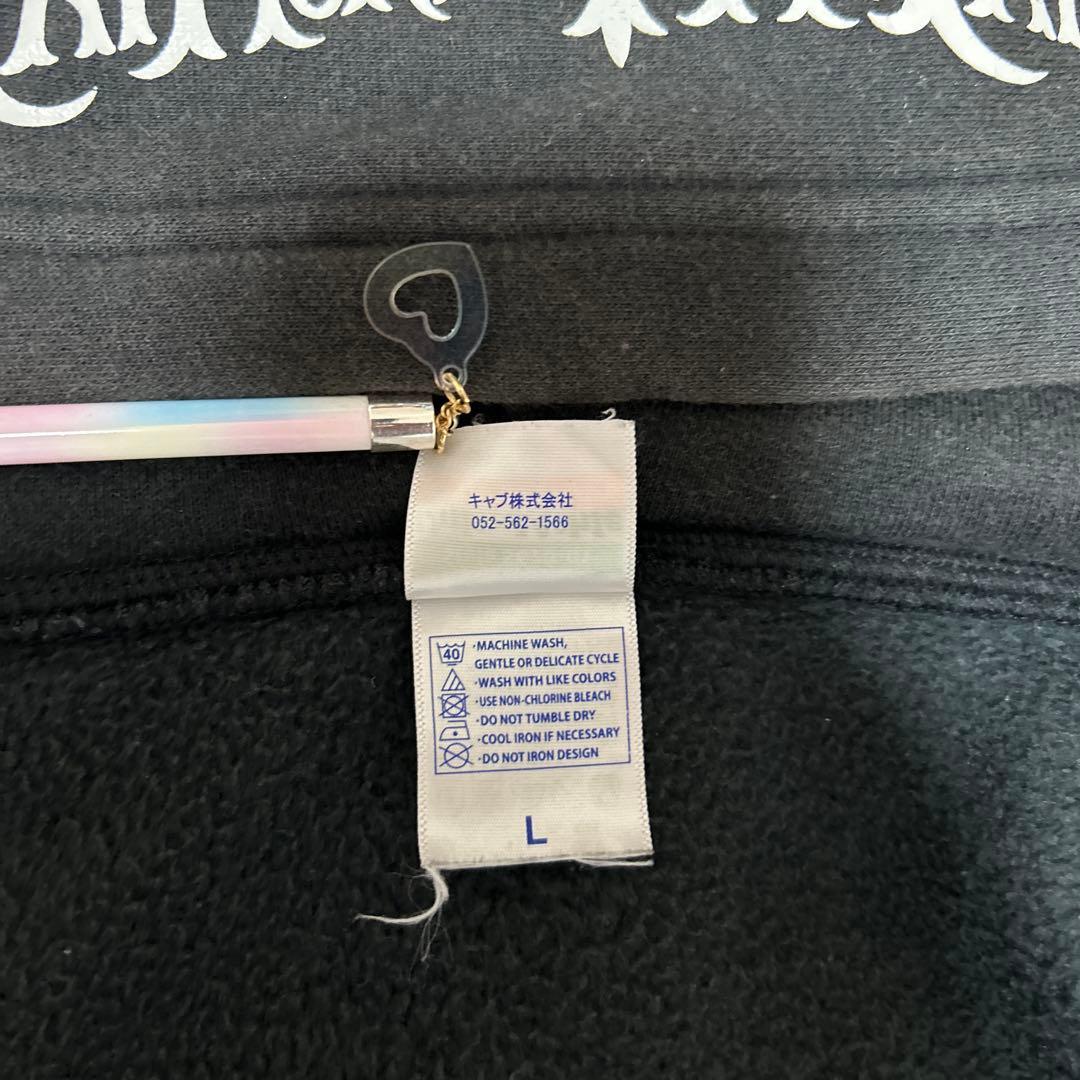 キャブ株式会社
052-562-1566
40
·MACHINE WASH,
GENTLE OR DELICATE CYCLE
·WASH WITH LIKE COLORS
·USE NON-CHLORINE BLEACH
·DO NOT TUMBLE DRY
·COOL IRON IF NECESSARY
·DO NOT IRON DESIGN
L